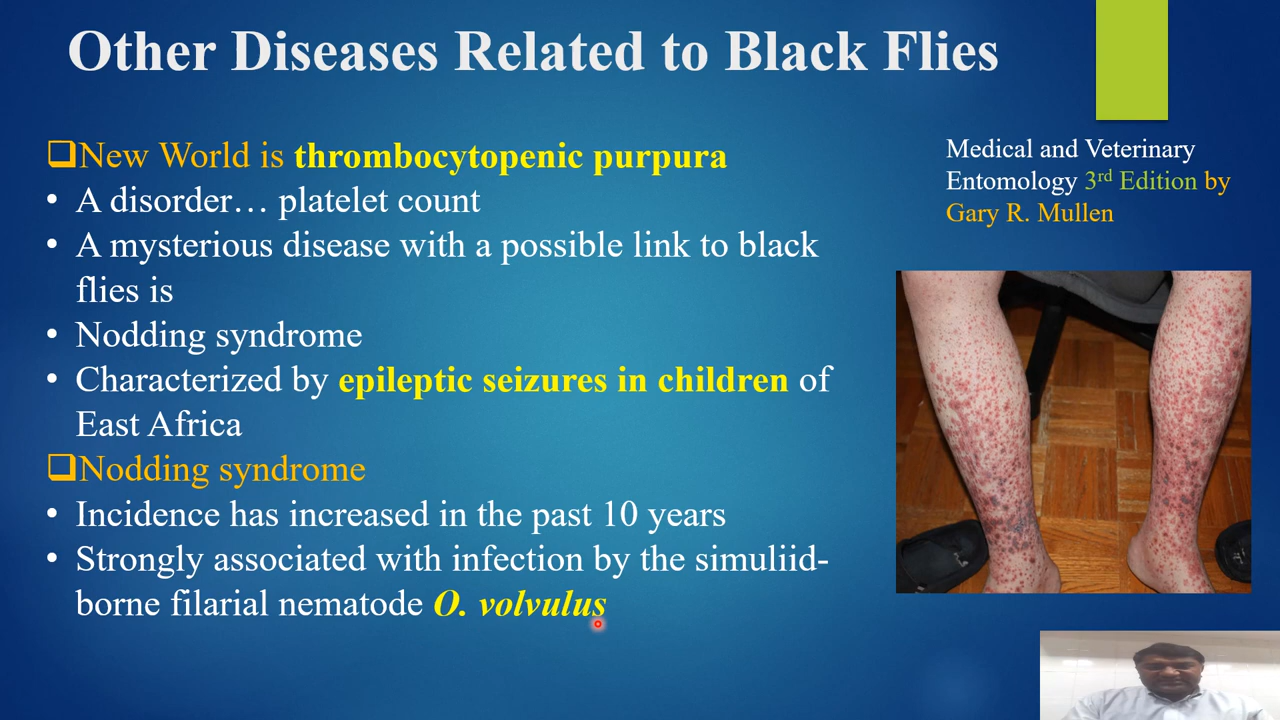 Other Diseases Related to Black Flies
❑New World is thrombocytopenic purpura
• A disorder… platelet count
• A mysterious disease with a possible link to black
flies is
• Nodding syndrome
• Characterized by epileptic seizures in children of
East Africa
❑Nodding syndrome
• Incidence has increased in the past 10 years
• Strongly associated with infection by the simuliid-
borne filarial nematode O. volvulus
Medical and Veterinary
Entomology 3rd Edition by
Gary R. Mullen